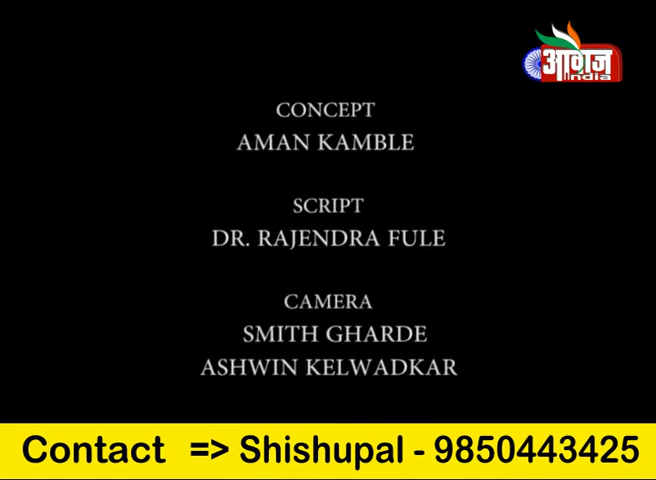 आगाज
India
CONCEPT
AMAN KAMBLE
SCRIPT
DR. RAJENDRA FULE
CAMERA
SMITH GHARDE
ASHWIN KELWADKAR
Contact => Shishupal - 9850443425